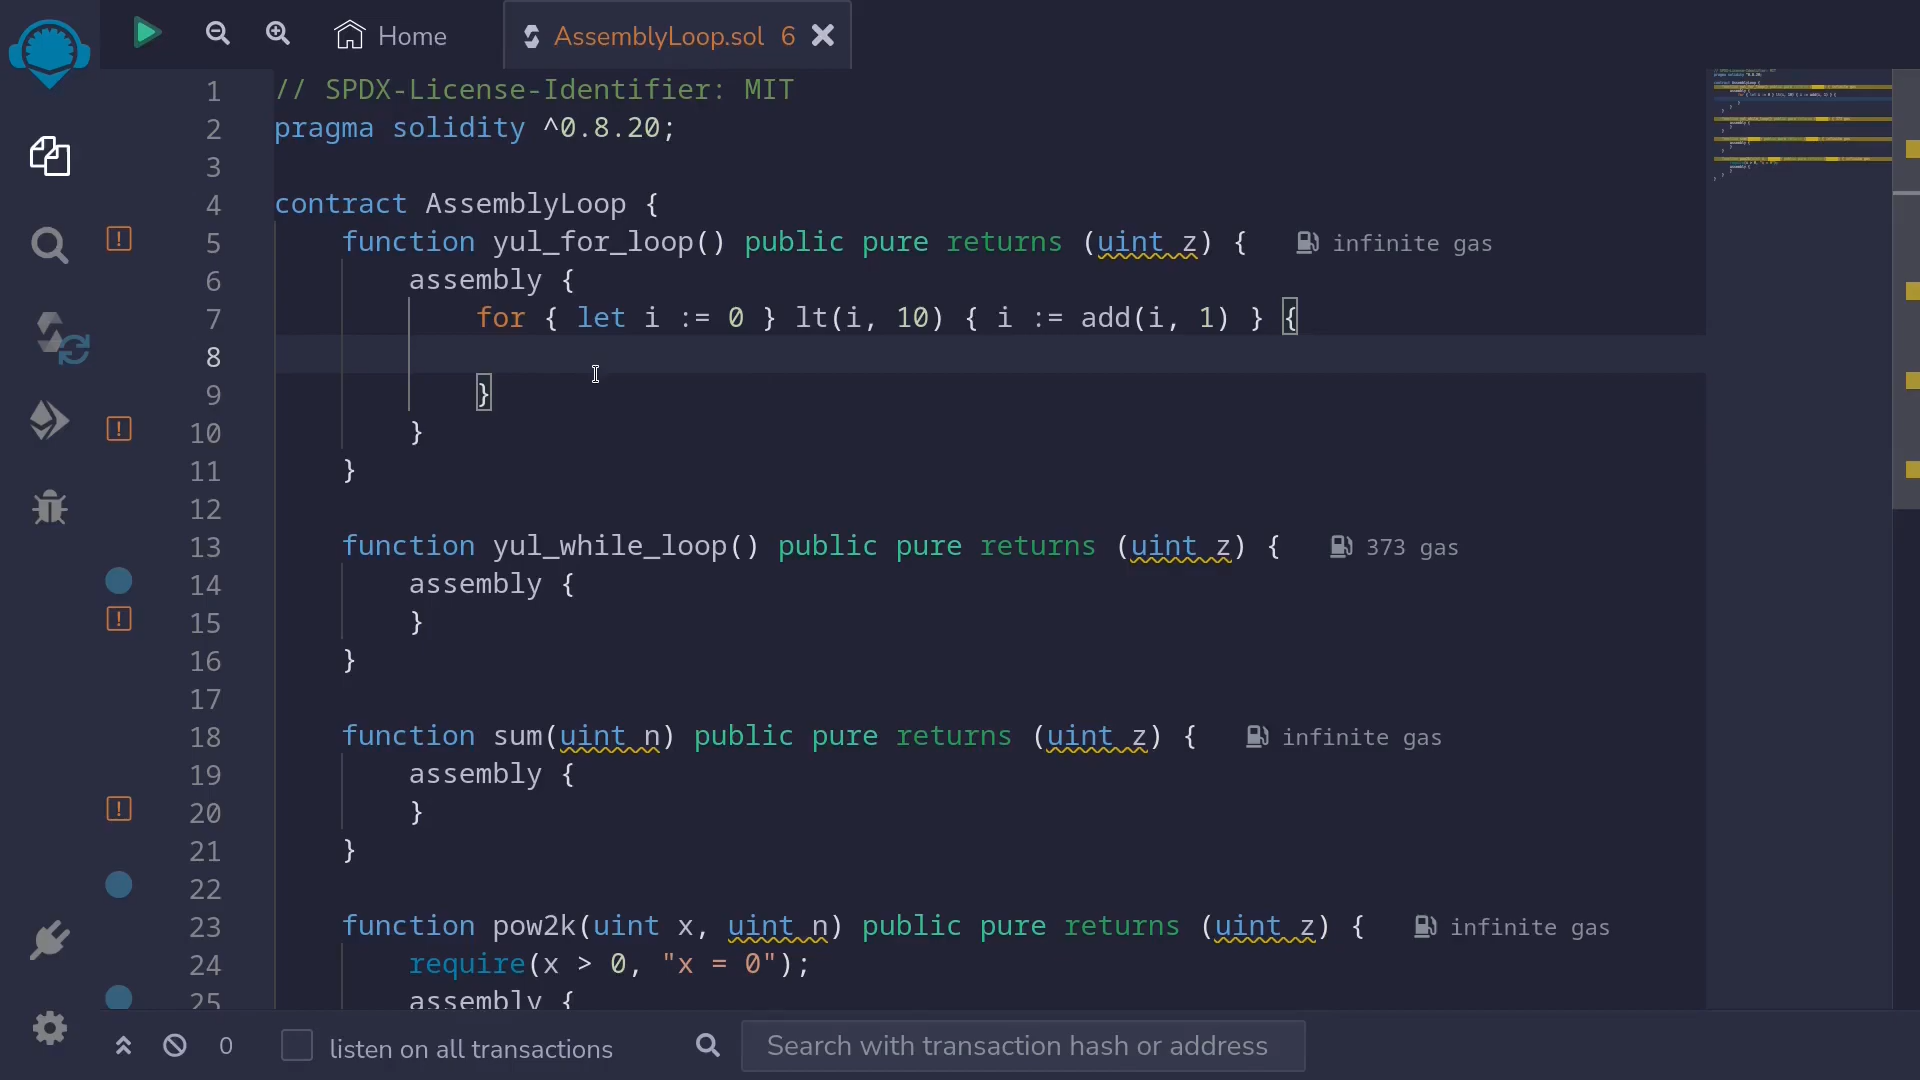 Home
AssemblyLoop.sol 6
1 // SPDX-License-Identifier: MIT
2 pragma solidity ^0.8.20;
3
4 contract AssemblyLoop {
5 function yul_for_loop() public pure returns (uint z) { infinite gas
6 assembly {
7 for { let i := 0 } lt(i, 10) { i := add(i, 1) } {
8
9 }
10 }
11 }
12
13 function yul_while_loop() public pure returns (uint z) { 373 gas
14 assembly {
15 }
16 }
17
18 function sum(uint n) public pure returns (uint z) { infinite gas
19 assembly {
20 }
21 }
22
23 function pow2k(uint x, uint n) public pure returns (uint z) { infinite gas
24 require(x > 0, "x = 0");
25 assembly {
0
listen on all transactions
Search with transaction hash or address